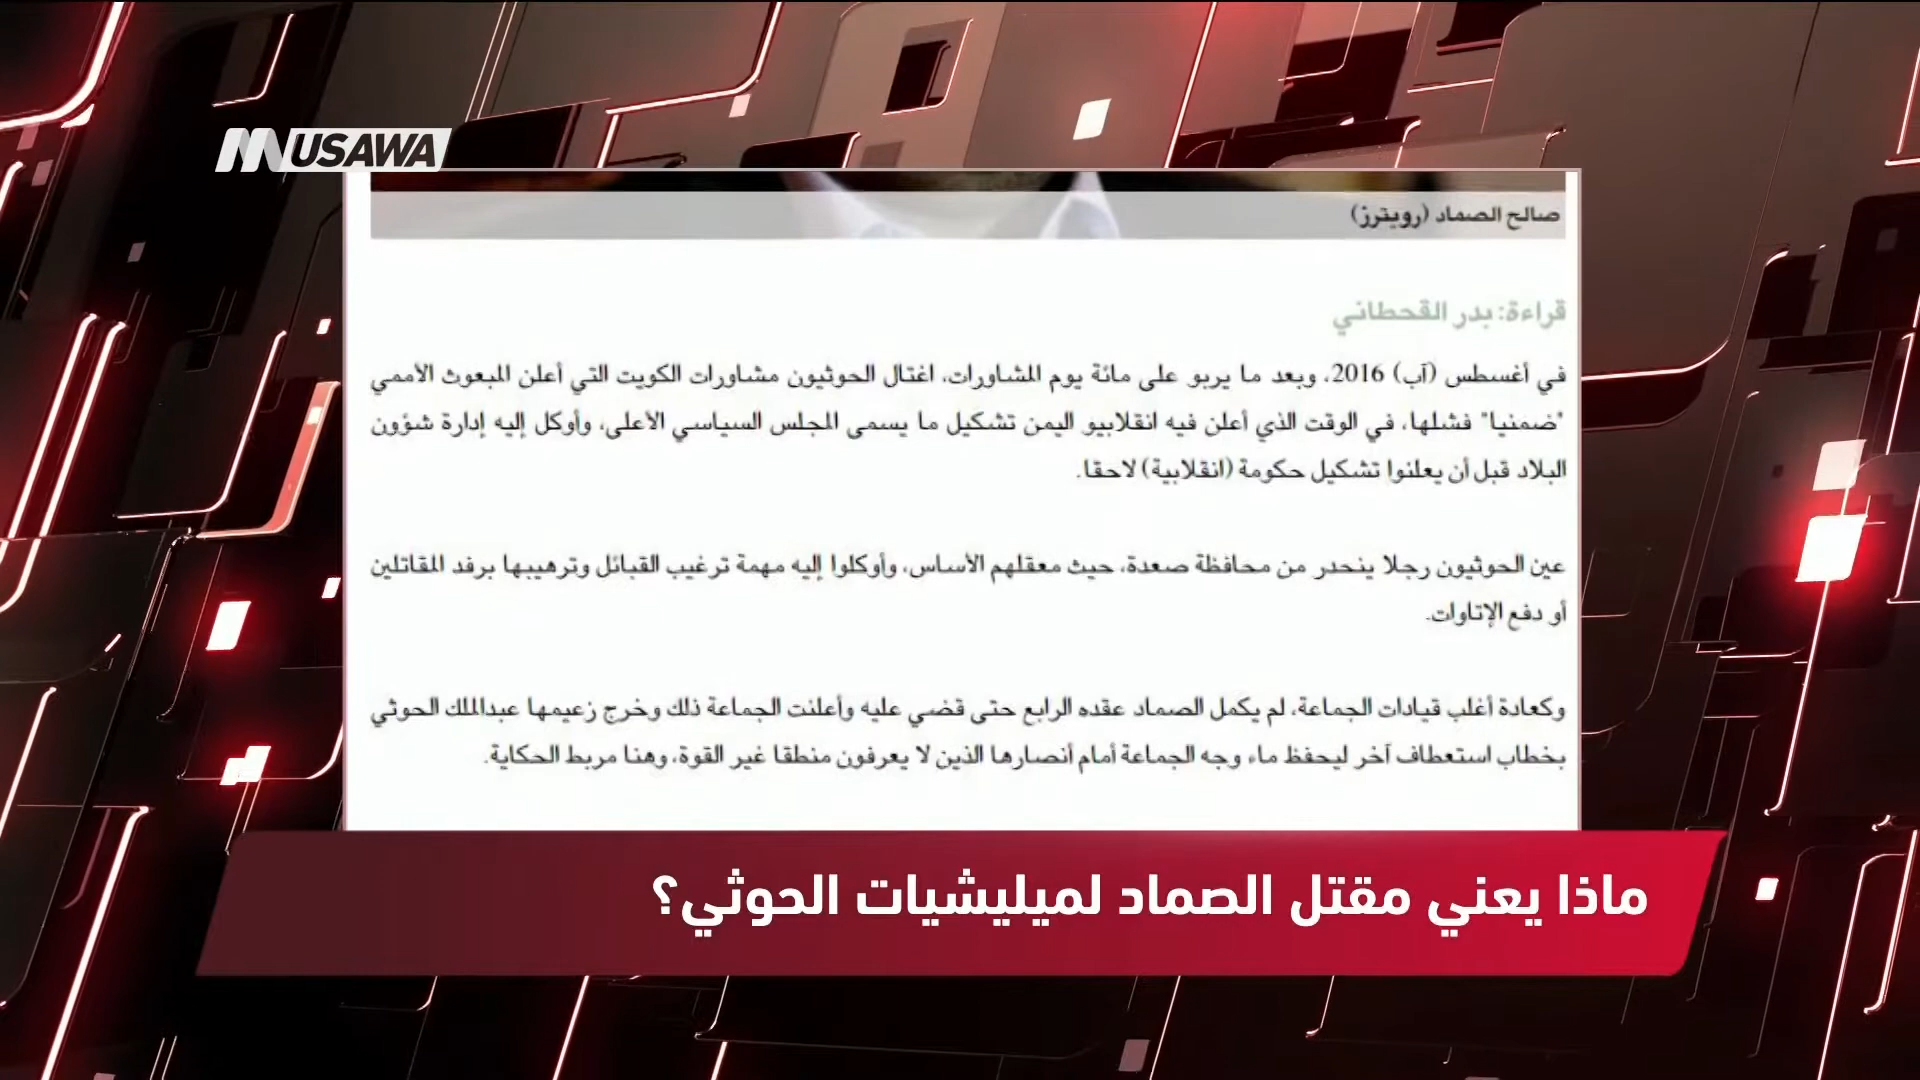 MUSAWA
صالح الصماد (رويترز)
قراءة: بدر القحطاني
في أغسطس (آب) 2016، وبعد ما يربو على مائة يوم المشاورات، اغتال الحوثيون مشاورات الكويت التي أعلن المبعوث الأممي
"ضمنيا" فشلها، في الوقت الذي أعلن فيه انقلابيو اليمن تشكيل ما يسمى المجلس السياسي الأعلى، وأوكل إليه إدارة شؤون
البلاد قبل أن يعلنوا تشكيل حكومة (انقلابية) لاحقا.
عين الحوثيون رجلا ينحدر من محافظة صعدة، حيث معقلهم الأساس، وأوكلوا إليه مهمة ترغيب القبائل وترهيبها برفد المقاتلين
أو دفع الإتاوات.
وكعادة أغلب قيادات الجماعة، لم يكمل الصماد عقده الرابع حتى قضي عليه وأعلنت الجماعة ذلك وخرج زعيمها عبدالملك الحوثي
بخطاب استعطاف آخر ليحفظ ماء وجه الجماعة أمام أنصارها الذين لا يعرفون منطقا غير القوة، وهنا مربط الحكاية.
ماذا يعني مقتل الصماد لميليشيات الحوثي؟